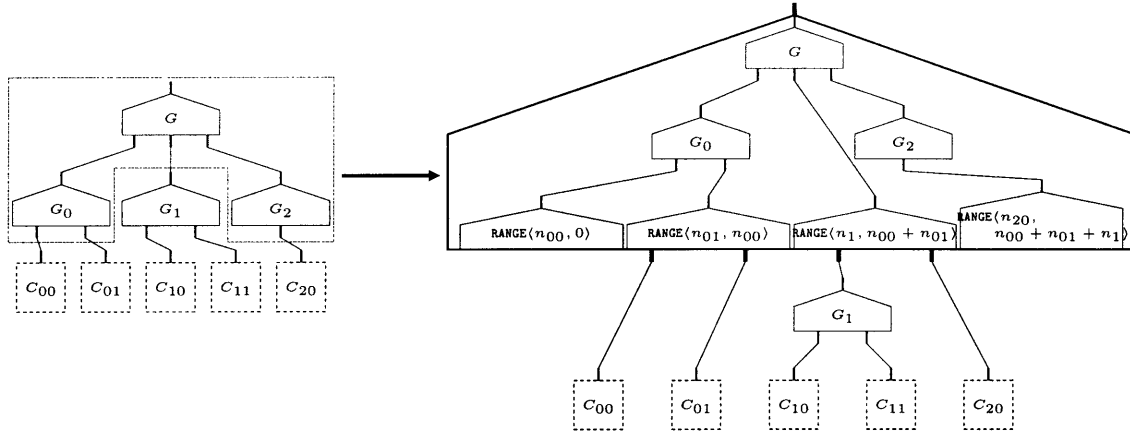 G
G₀ G₁ G₂
C₀₀ C₀₁ C₁₀ C₁₁ C₂₀
G
G₀ G₂
RANGE⟨n₀₀, 0⟩ RANGE⟨n₀₁, n₀₀⟩ RANGE⟨n₁, n₀₀ + n₀₁⟩ RANGE⟨n₂₀,
n₀₀ + n₀₁ + n₁⟩
G₁
C₀₀ C₀₁ C₁₀ C₁₁ C₂₀